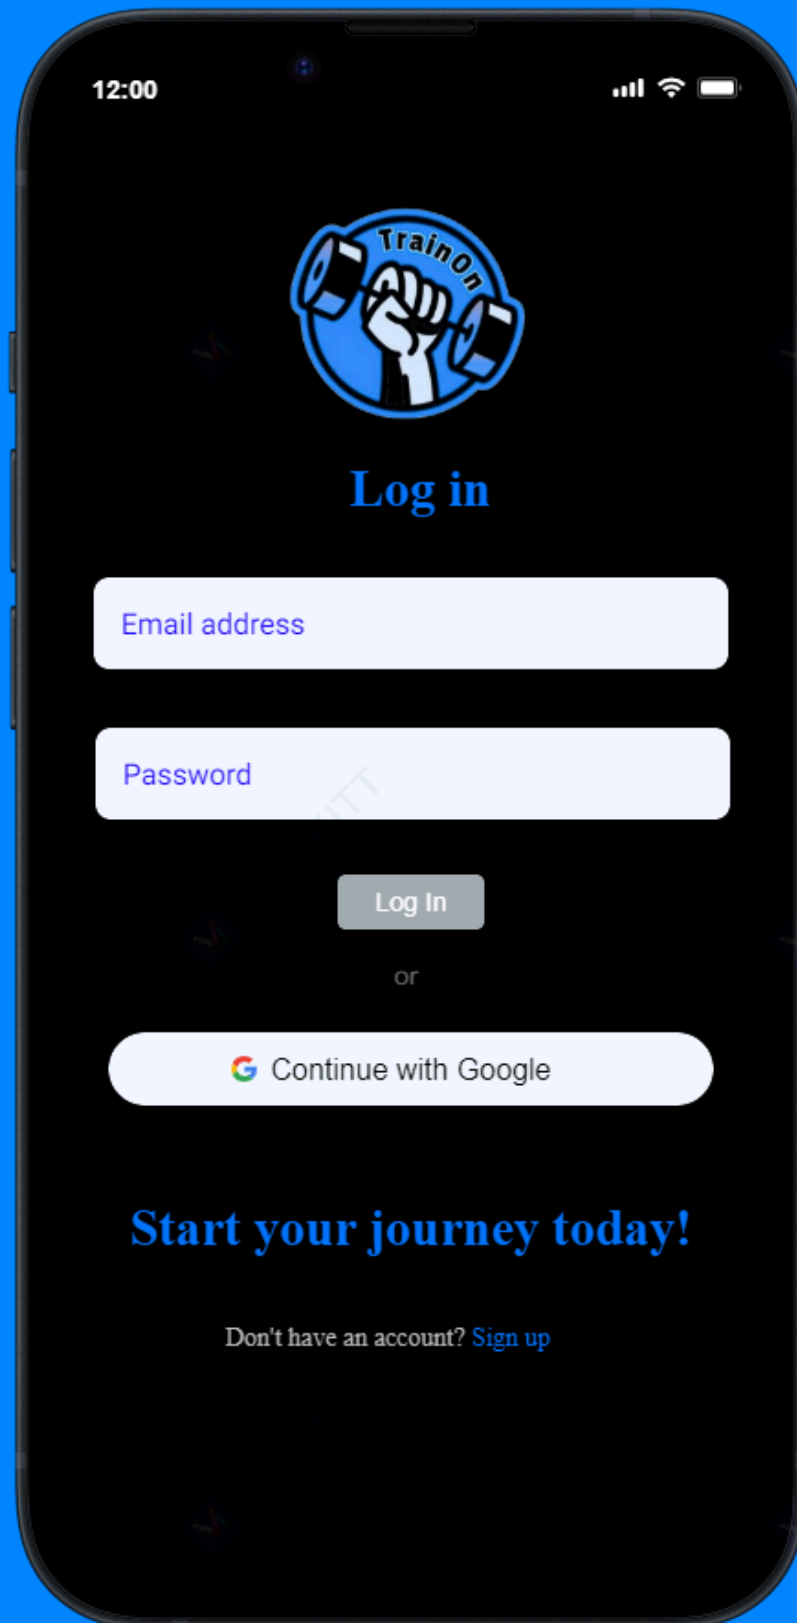 12:00
TrainOn
Log in
Email address
Password
Log In
or
Continue with Google
Start your journey today!
Don't have an account? Sign up